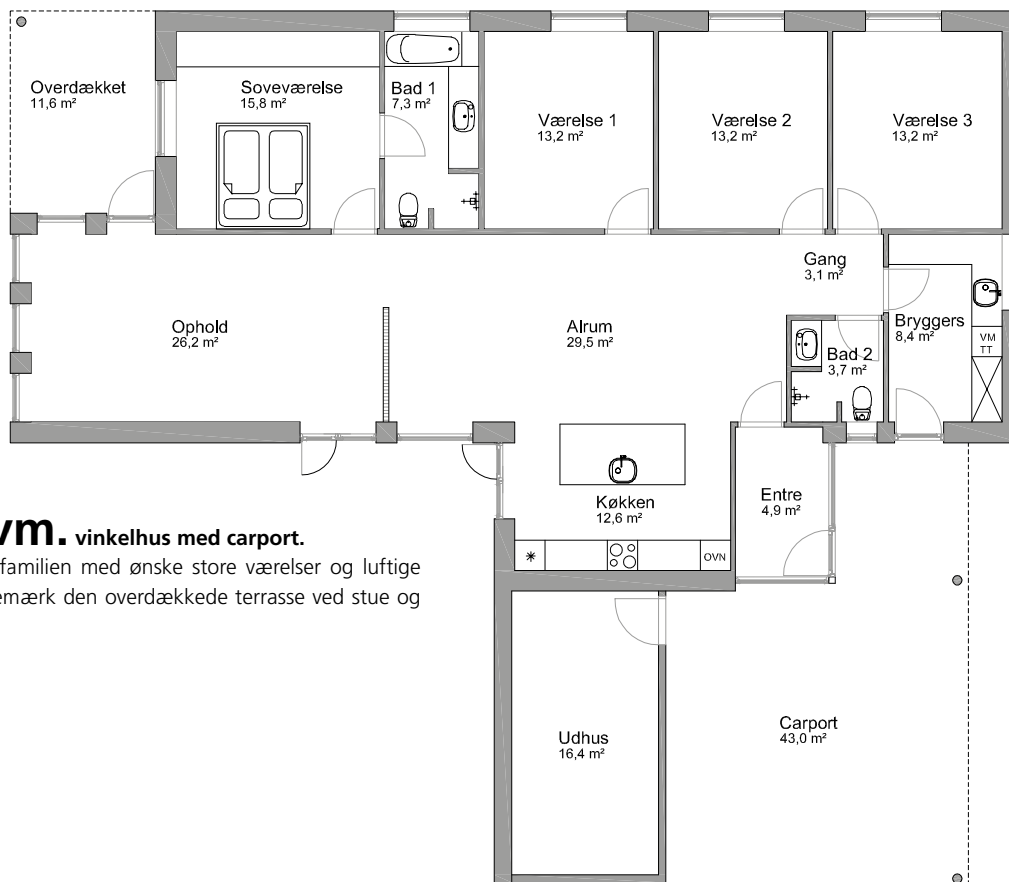 Overdækket
11,6 m²
Soveværelse
15,8 m²
Bad 1
7,3 m²
Værelse 1
13,2 m²
Værelse 2
13,2 m²
Værelse 3
13,2 m²
Gang
3,1 m²
Ophold
26,2 m²
Alrum
29,5 m²
Bad 2
3,7 m²
Bryggers
8,4 m²
VM
TT
Køkken
12,6 m²
OVN
Entre
4,9 m²
vm. vinkelhus med carport.
familien med ønske store værelser og luftige
emærk den overdækkede terrasse ved stue og
Udhus
16,4 m²
Carport
43,0 m²